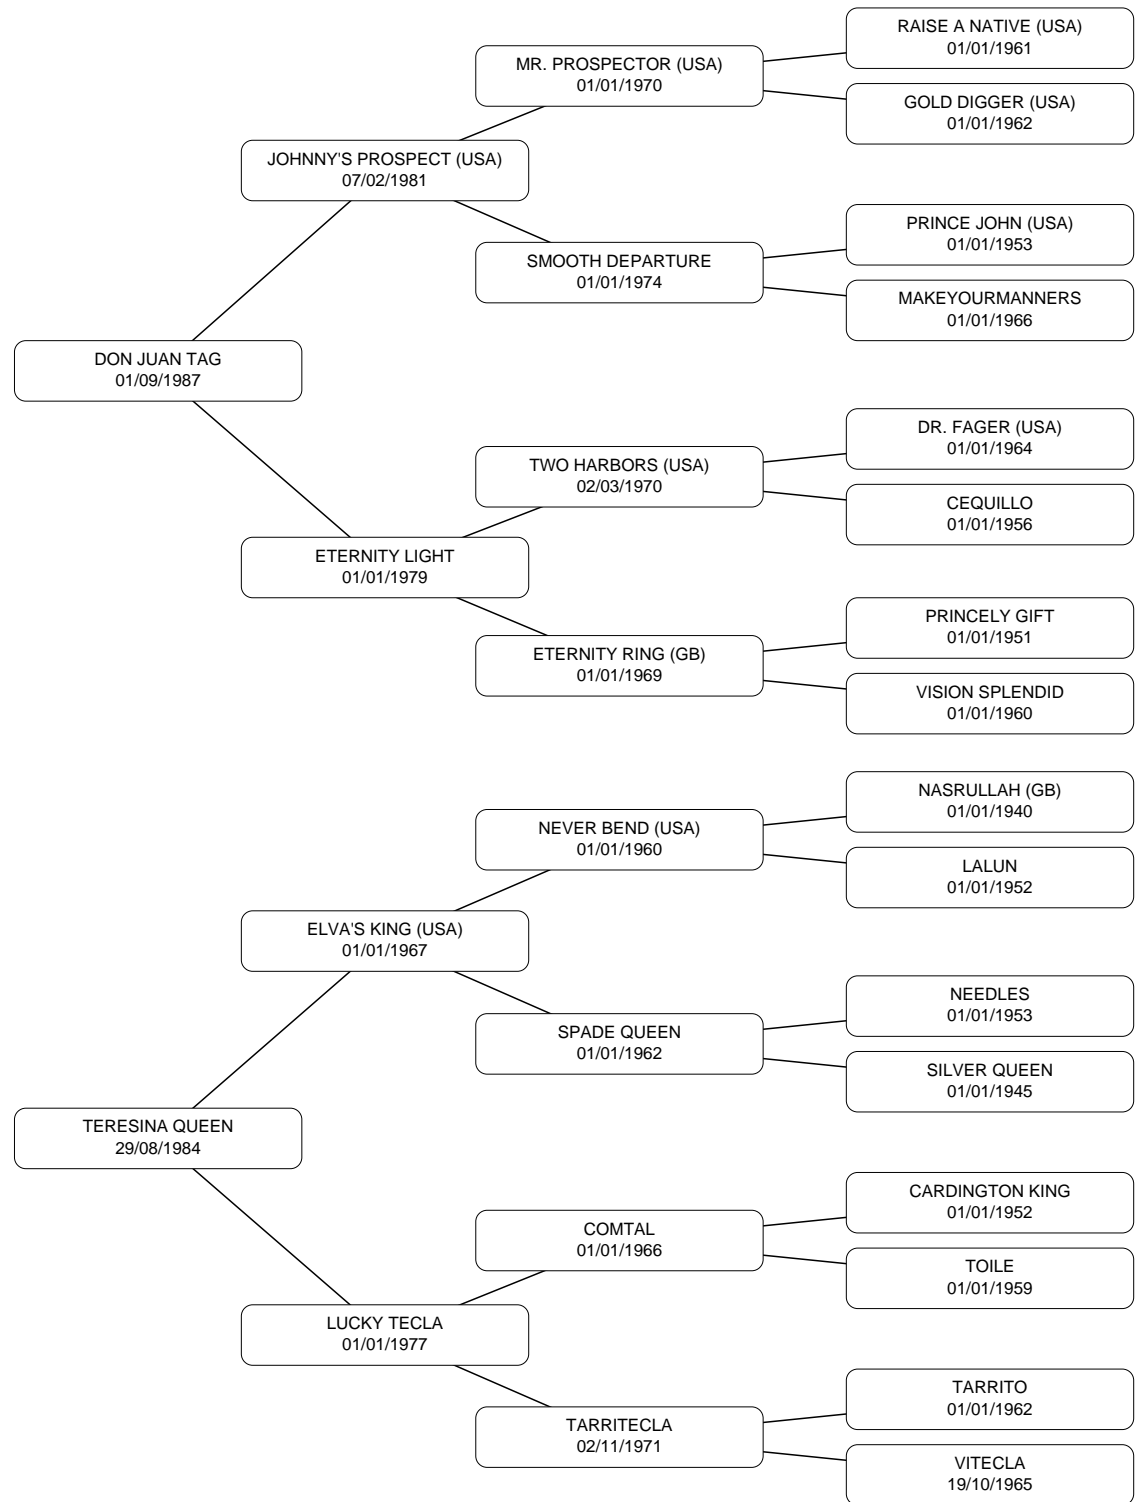 RAISE A NATIVE (USA)
01/01/1961
MR. PROSPECTOR (USA)
01/01/1970
GOLD DIGGER (USA)
01/01/1962
JOHNNY'S PROSPECT (USA)
07/02/1981
PRINCE JOHN (USA)
01/01/1953
SMOOTH DEPARTURE
01/01/1974
MAKEYOURMANNERS
01/01/1966
DON JUAN TAG
01/09/1987
DR. FAGER (USA)
01/01/1964
TWO HARBORS (USA)
02/03/1970
CEQUILLO
01/01/1956
ETERNITY LIGHT
01/01/1979
PRINCELY GIFT
01/01/1951
ETERNITY RING (GB)
01/01/1969
VISION SPLENDID
01/01/1960
NASRULLAH (GB)
01/01/1940
NEVER BEND (USA)
01/01/1960
LALUN
01/01/1952
ELVA'S KING (USA)
01/01/1967
NEEDLES
01/01/1953
SPADE QUEEN
01/01/1962
SILVER QUEEN
01/01/1945
TERESINA QUEEN
29/08/1984
CARDINGTON KING
01/01/1952
COMTAL
01/01/1966
TOILE
01/01/1959
LUCKY TECLA
01/01/1977
TARRITO
01/01/1962
TARRITECLA
02/11/1971
VITECLA
19/10/1965